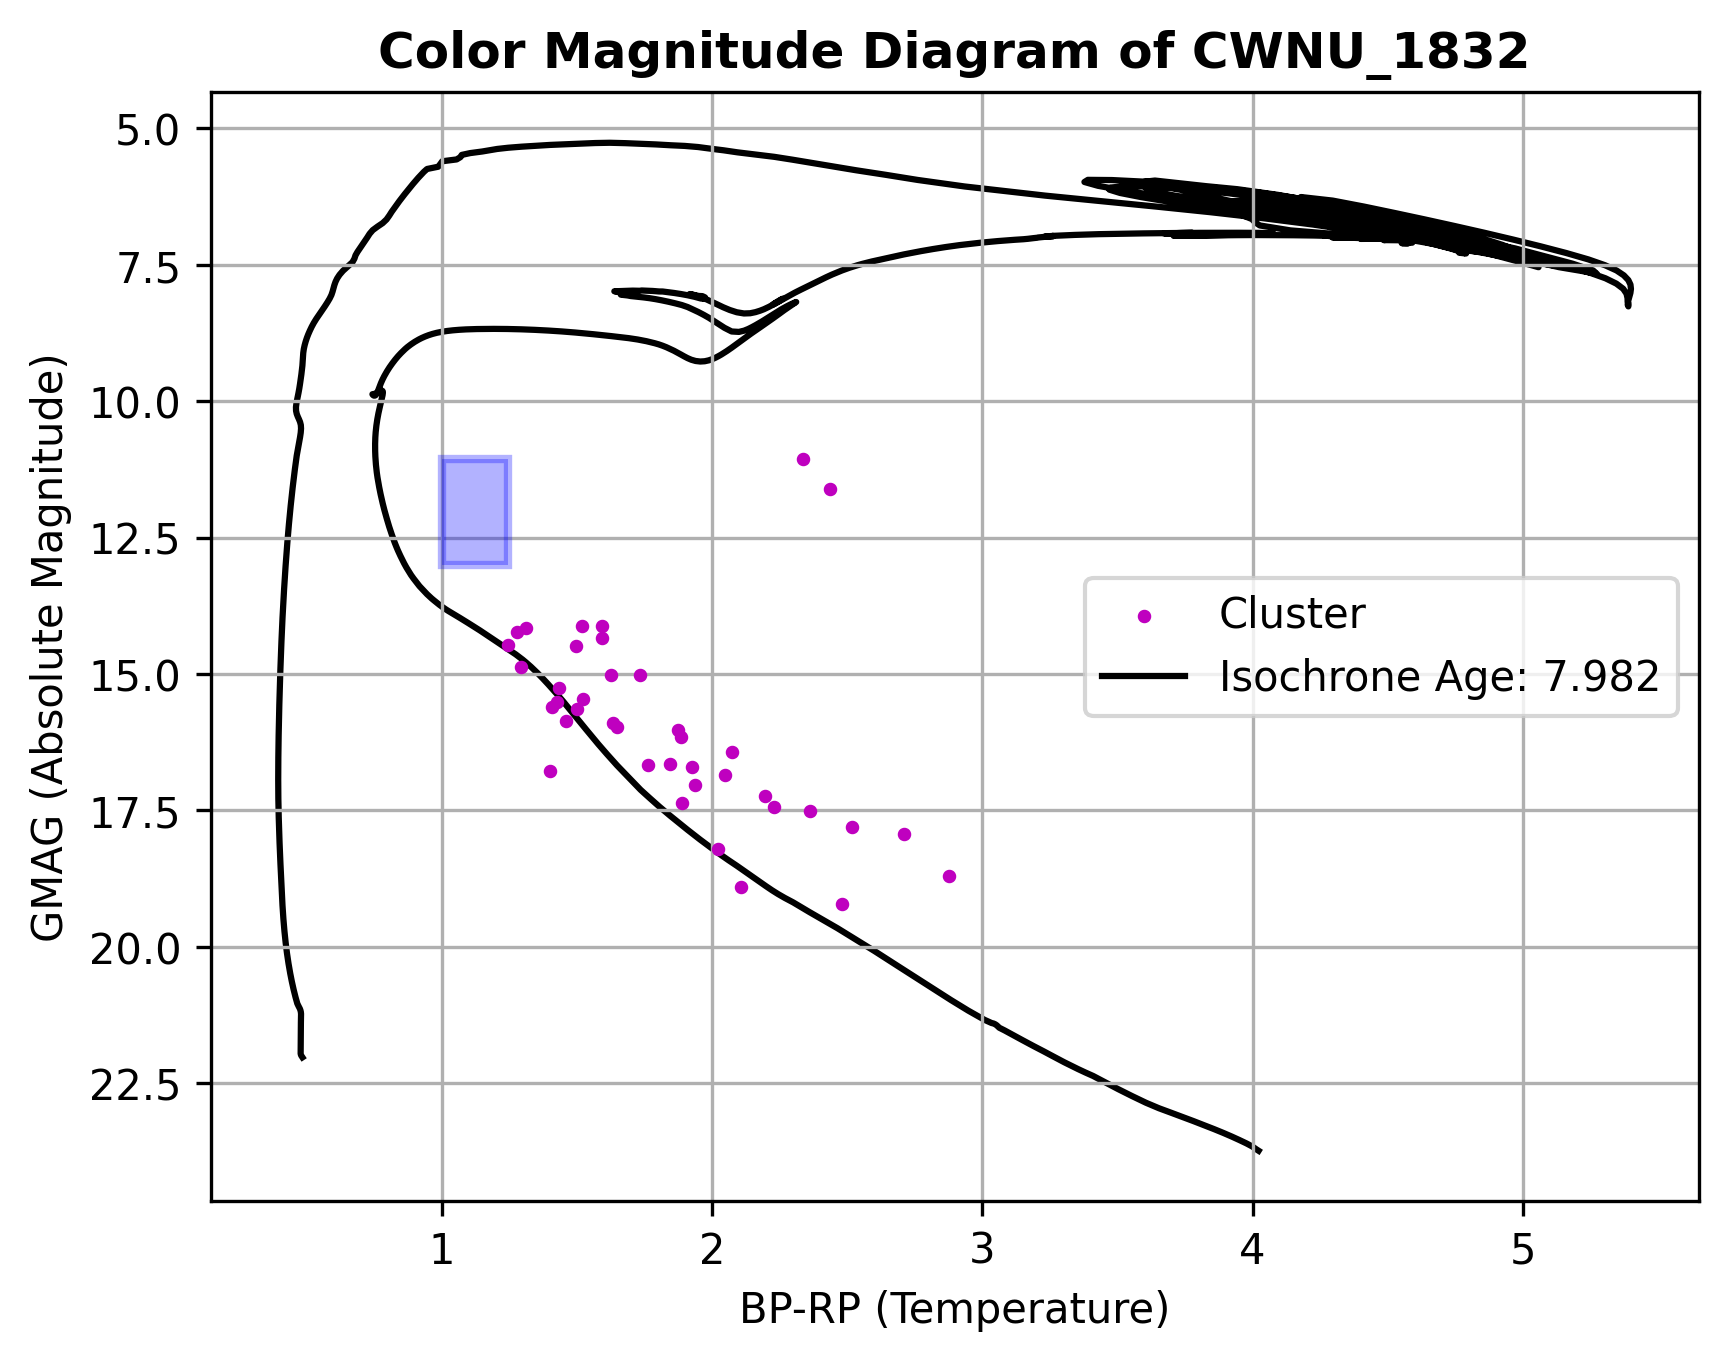 Color Magnitude Diagram of CWNU_1832
GMAG (Absolute Magnitude)
5.0
7.5
10.0
12.5
15.0
17.5
20.0
22.5
Cluster
Isochrone Age: 7.982
1 2 3 4 5
BP-RP (Temperature)